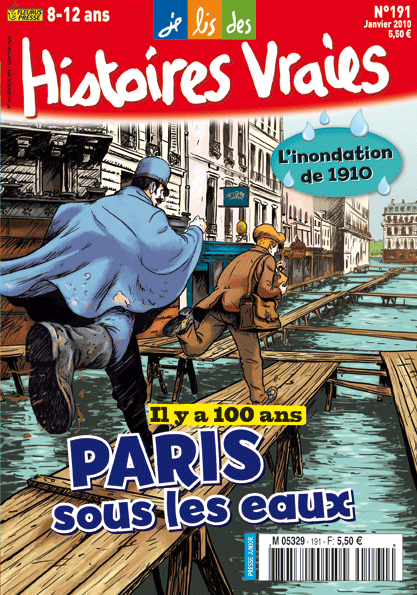 FLEURUS PRESSE
8-12 ans
je lis des
N°191
Janvier 2010
5,50 €
Histoires Vraies
L'inondation
de 1910
Il y a 100 ans
PARIS
sous les eaux
PRESSE JUNIOR
M 05329 - 191 - F: 5,50 €